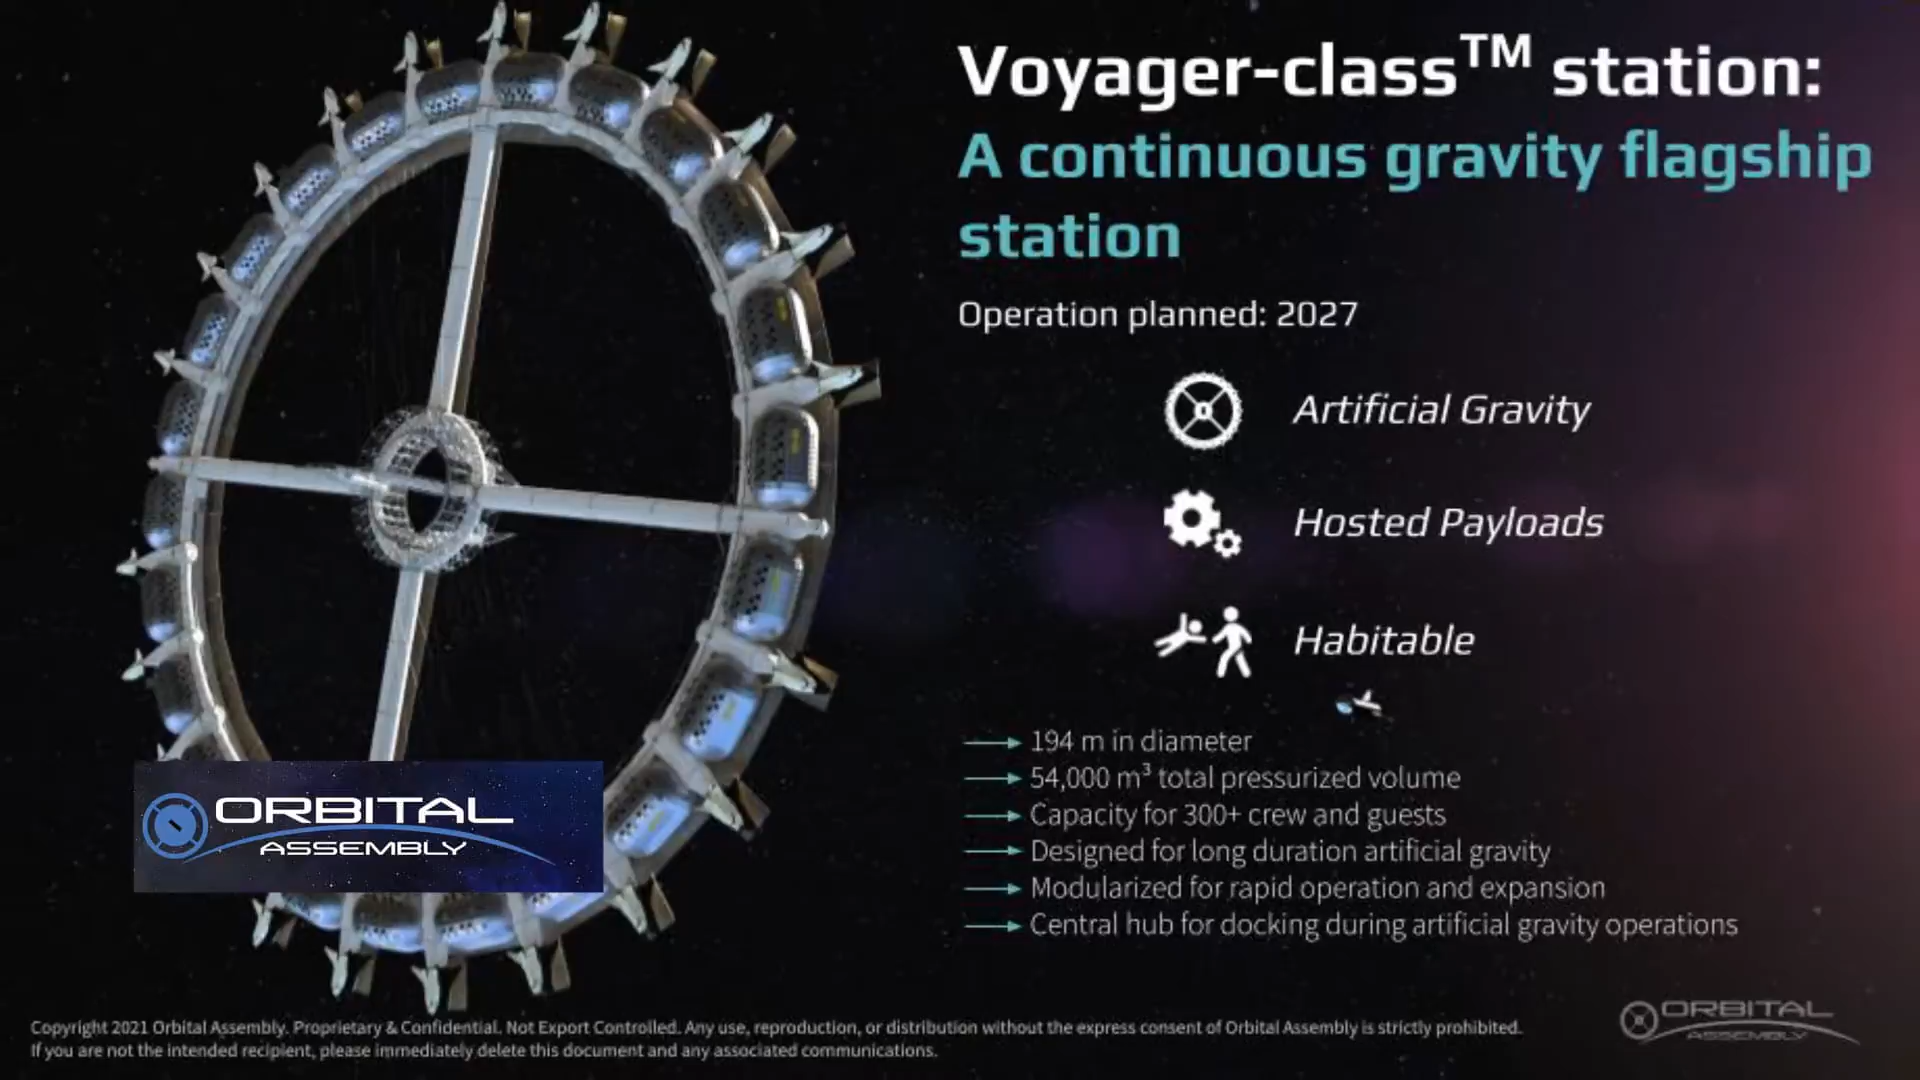 Voyager-class™ station:
A continuous gravity flagship
station
Operation planned: 2027
Artificial Gravity
Hosted Payloads
Habitable
194 m in diameter
54,000 m³ total pressurized volume
Capacity for 300+ crew and guests
Designed for long duration artificial gravity
Modularized for rapid operation and expansion
Central hub for docking during artificial gravity operations
ORBITAL
ASSEMBLY
Copyright 2021 Orbital Assembly. Proprietary & Confidential. Not Export Controlled. Any use, reproduction, or distribution without the express consent of Orbital Assembly is strictly prohibited.
If you are not the intended recipient, please immediately delete this document and any associated communications.
ORBITAL
ASSEMBLY